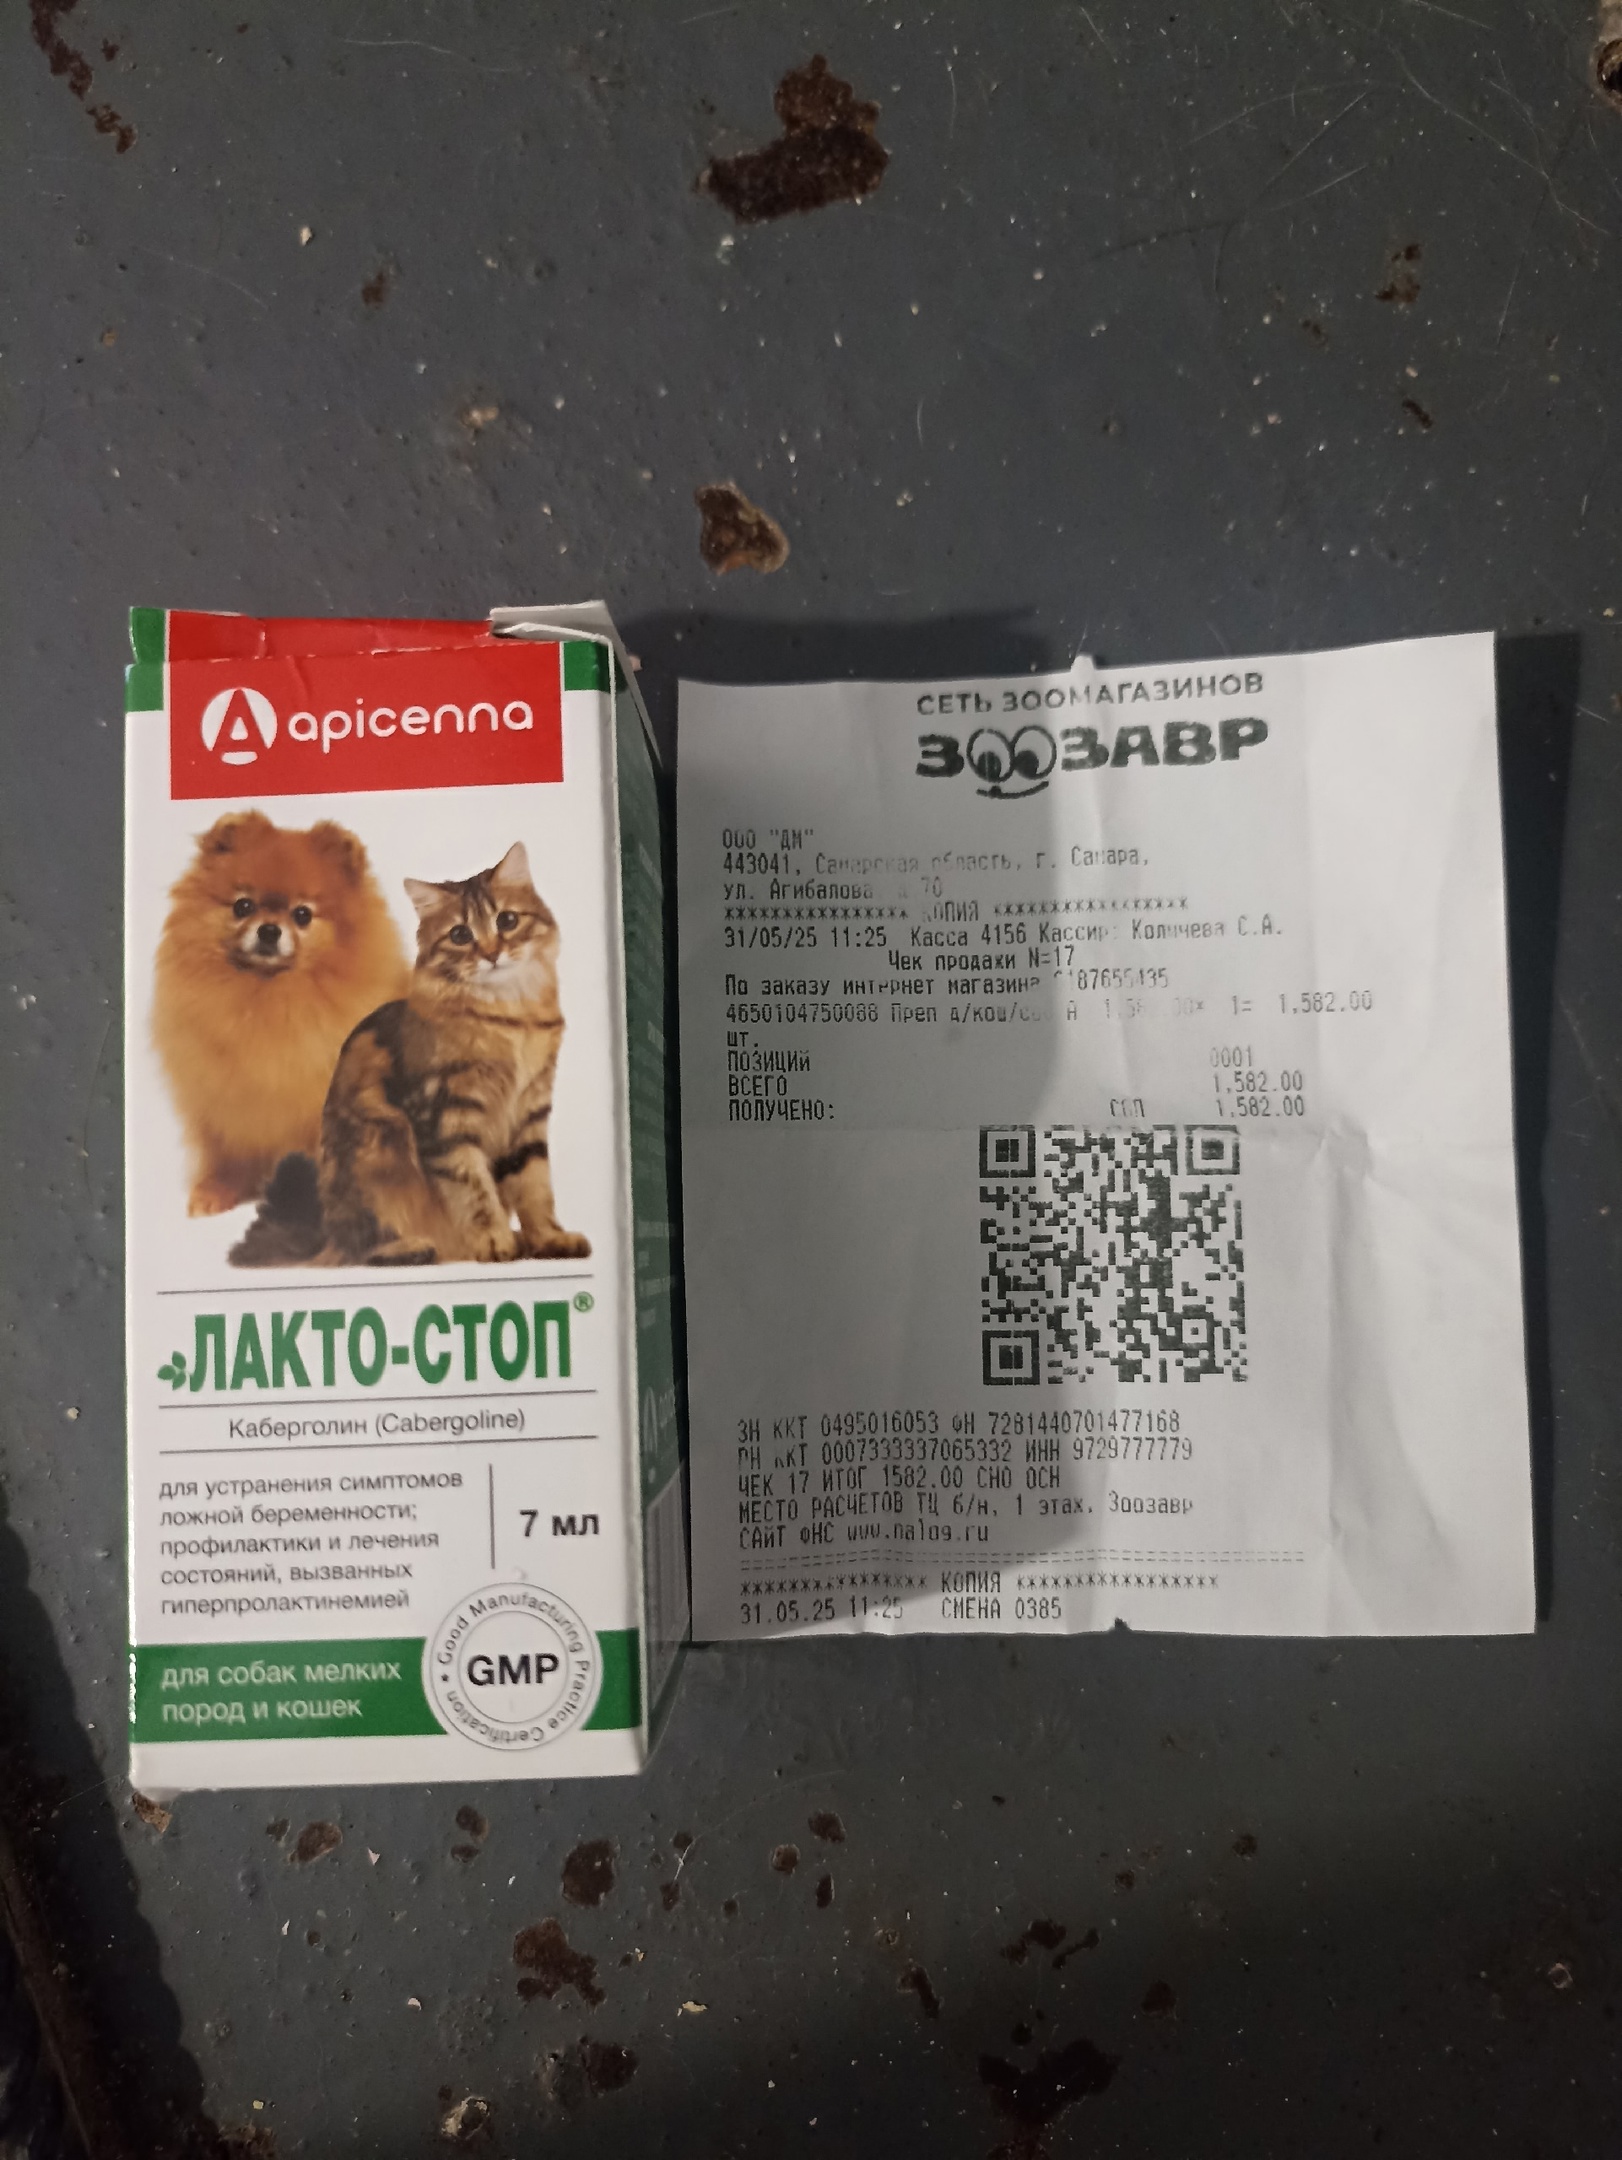 apicenna
ЛАКТО-СТОП®
Каберголин (Cabergoline)
для устранения симптомов
ложной беременности;
профилактики и лечения
состояний, вызванных
гиперпролактинемией
7 мл
Good Manufacturing Practice Certification
GMP
для собак мелких
пород и кошек
СЕТЬ ЗООМАГАЗИНОВ
ЗООЗАВР
ООО "ДМ"
443041, Самарская область, г. Самара,
ул. Агибалова 70
**************** КОПИЯ *****************
31/05/25 11:25 Касса 4156 Кассир: Колычева С.А.
Чек продажи N=17
По заказу интернет магазина
4650104750088 Преп д/кош/ А 1= 1,582.00
шт.
ПОЗИЦИЙ 0001
ВСЕГО 1,582.00
ПОЛУЧЕНО: 1,582.00
ЗН ККТ 0495016053 ФН 7281440701477168
РН ККТ 0007333337065332 ИНН 9729777779
ЧЕК 17 ИТОГ 1582.00 СНО ОСН
МЕСТО РАСЧЕТОВ ТЦ б/н, 1 этаж, Зоозавр
САЙТ ФНС www.nalog.ru
**************** КОПИЯ *****************
31.05.25 11:25 СМЕНА 0385